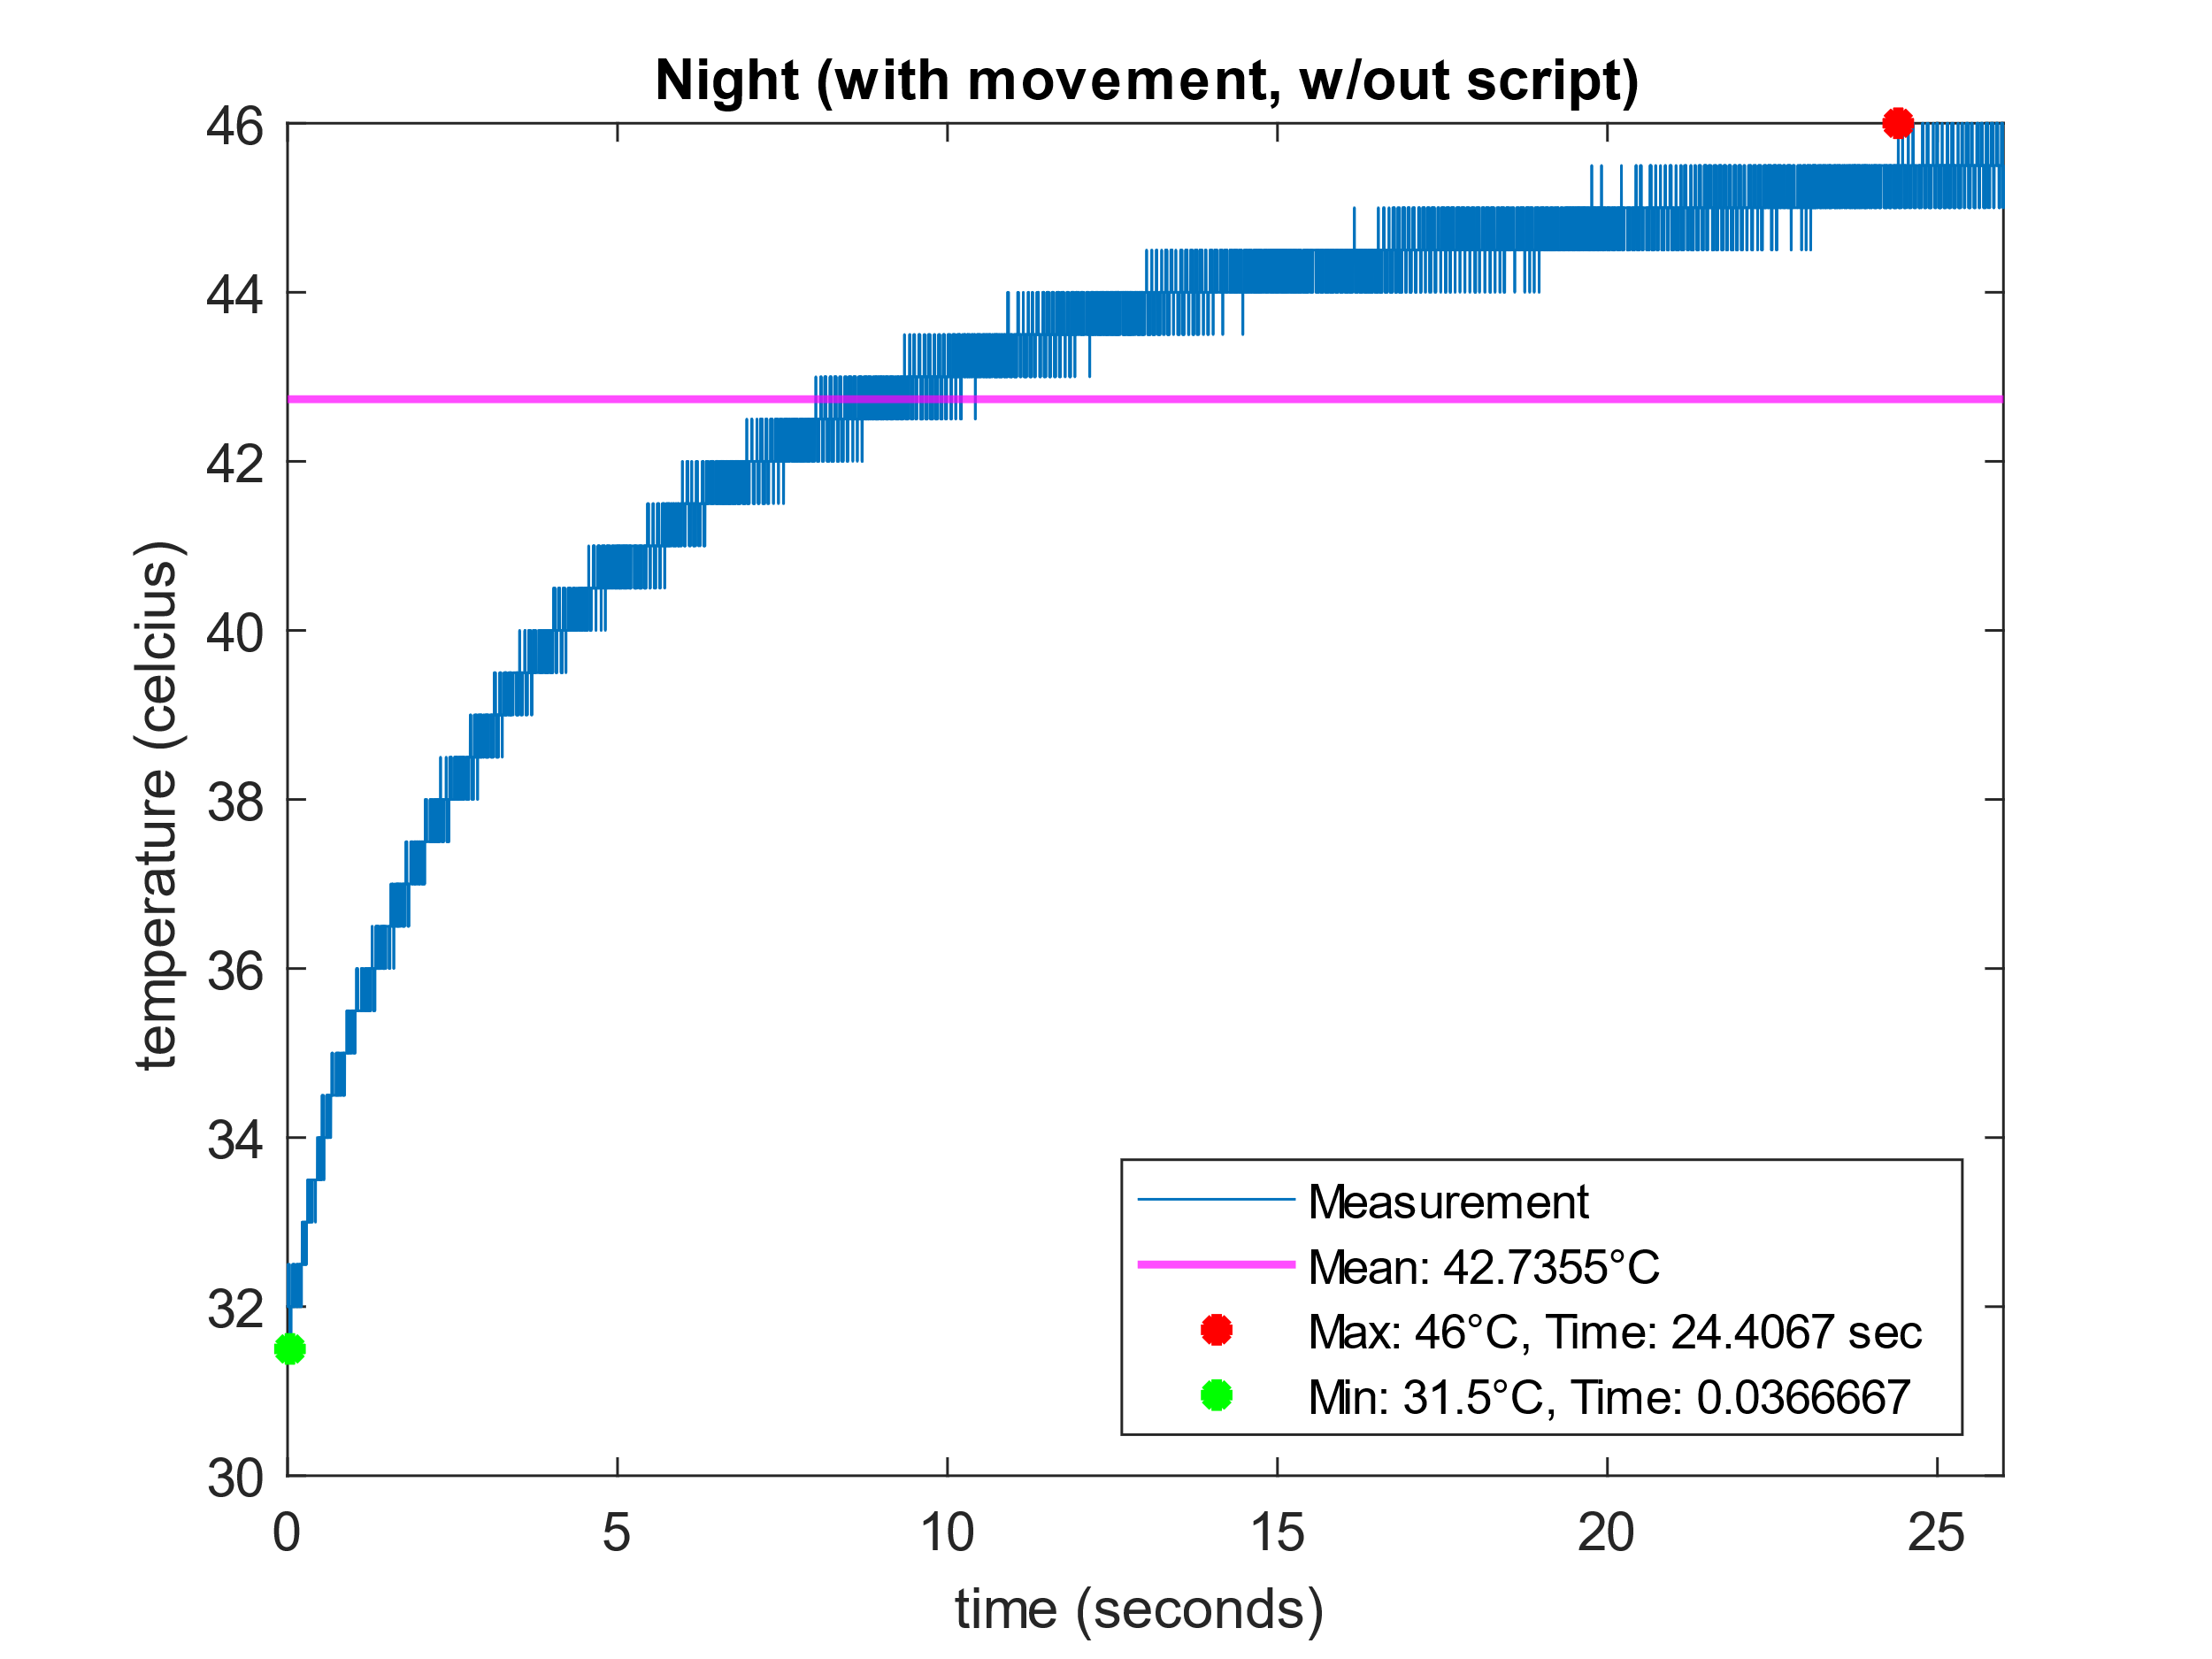 Night (with movement, w/out script)
46
44
42
40
38
36
34
32
30
temperature (celcius)
Measurement
Mean: 42.7355°C
Max: 46°C, Time: 24.4067 sec
Min: 31.5°C, Time: 0.0366667
0 5 10 15 20 25
time (seconds)